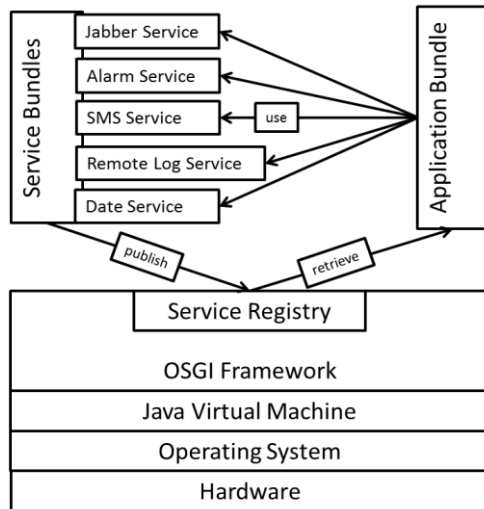 Service Bundles
Jabber Service
Alarm Service
SMS Service
Remote Log Service
Date Service
use
Application Bundle
publish
retrieve
Service Registry
OSGI Framework
Java Virtual Machine
Operating System
Hardware